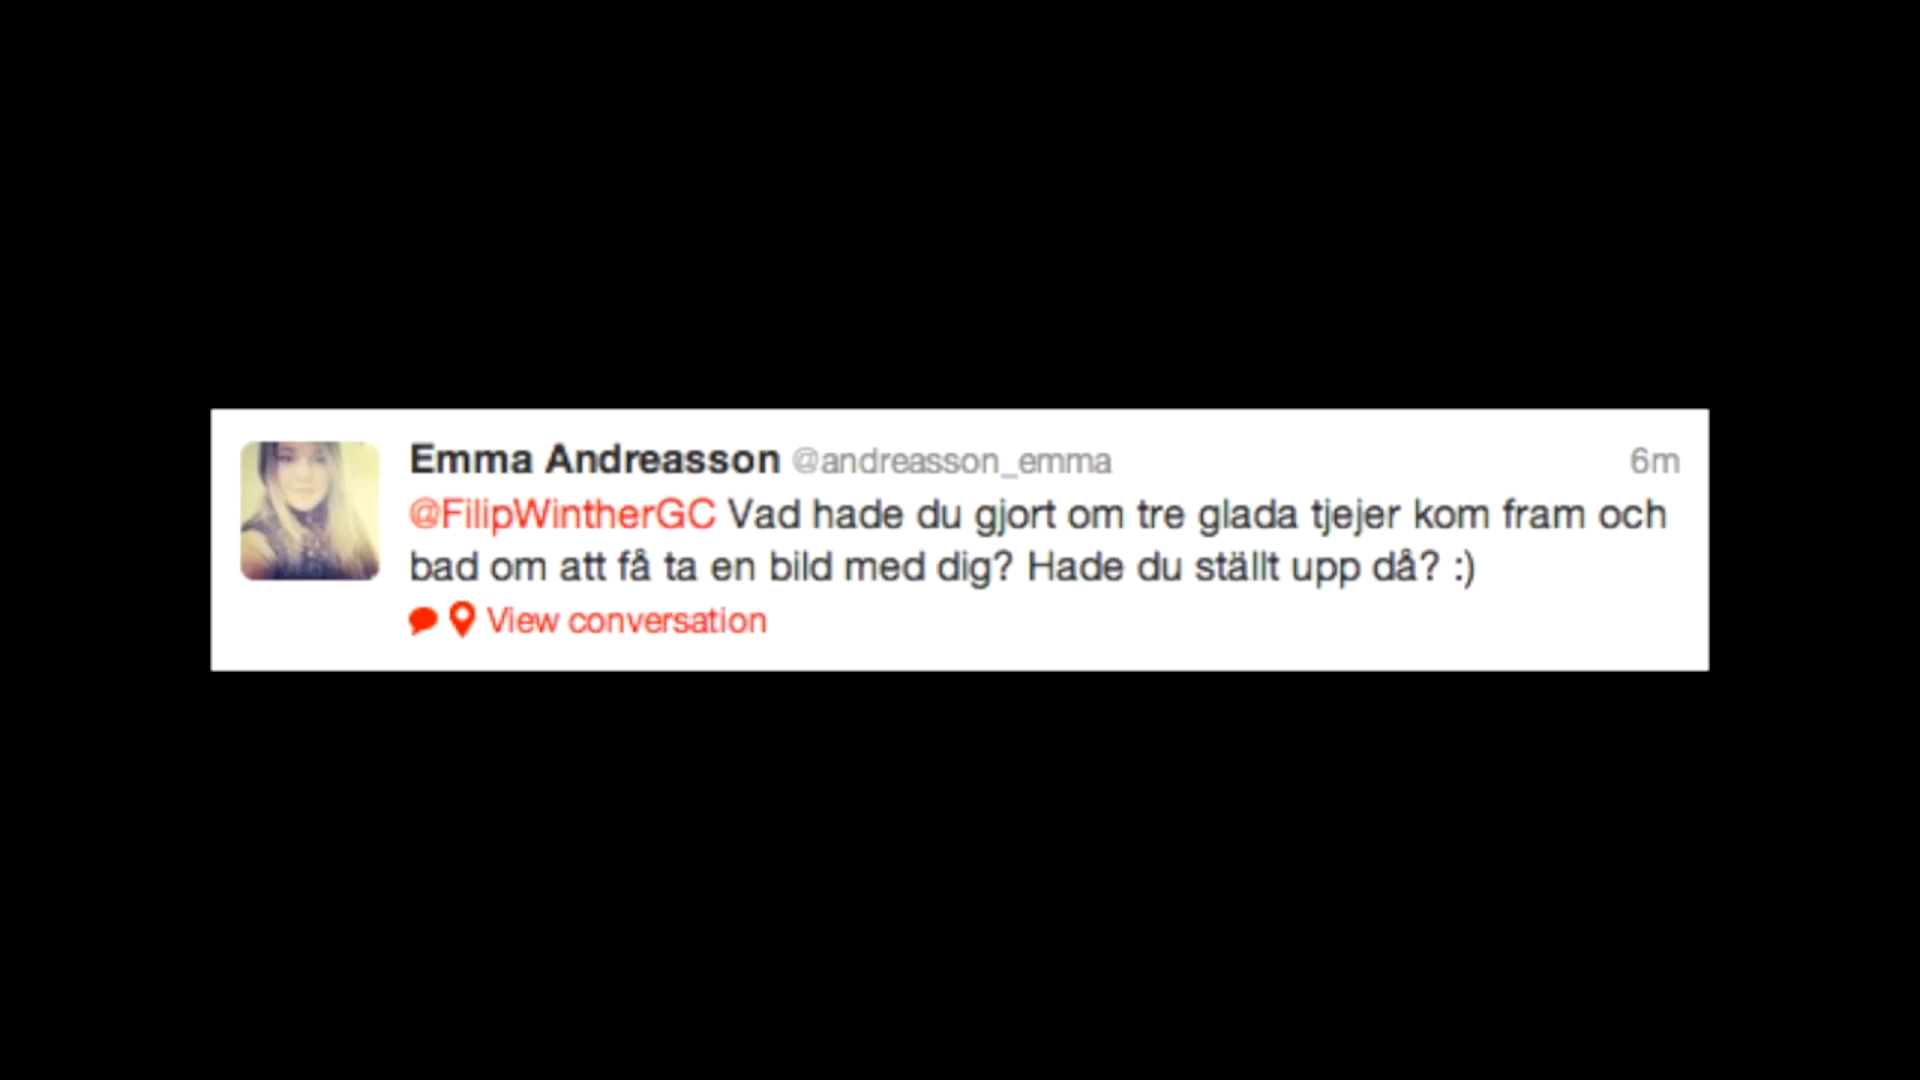 Emma Andreasson @andreasson_emma 6m
@FilipWintherGC Vad hade du gjort om tre glada tjejer kom fram och
bad om att få ta en bild med dig? Hade du ställt upp då? :)
View conversation